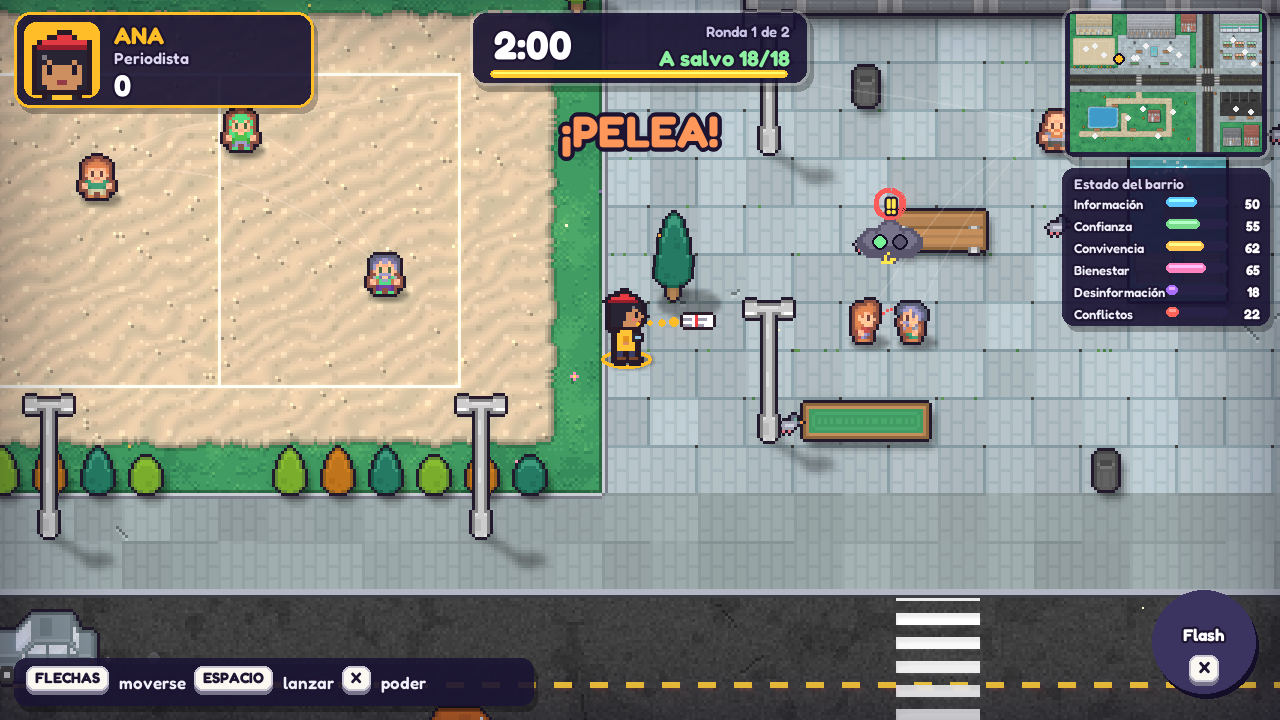 ANA
Periodista
0
2:00
Ronda 1 de 2
A salvo 18/18
¡PELEA!
!!
Estado del barrio
Información 50
Confianza 55
Convivencia 62
Bienestar 65
Desinformación 18
Conflictos 22
Flash
X
FLECHAS moverse ESPACIO lanzar X poder